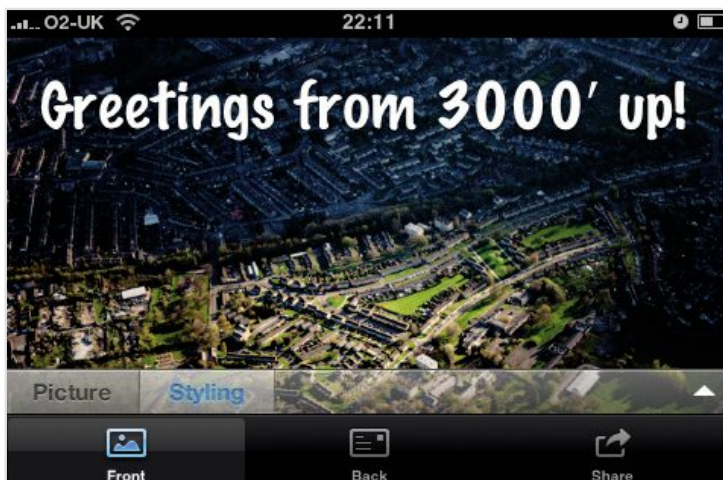 O2-UK 22:11
Greetings from 3000' up!
Picture Styling
Front Back Share